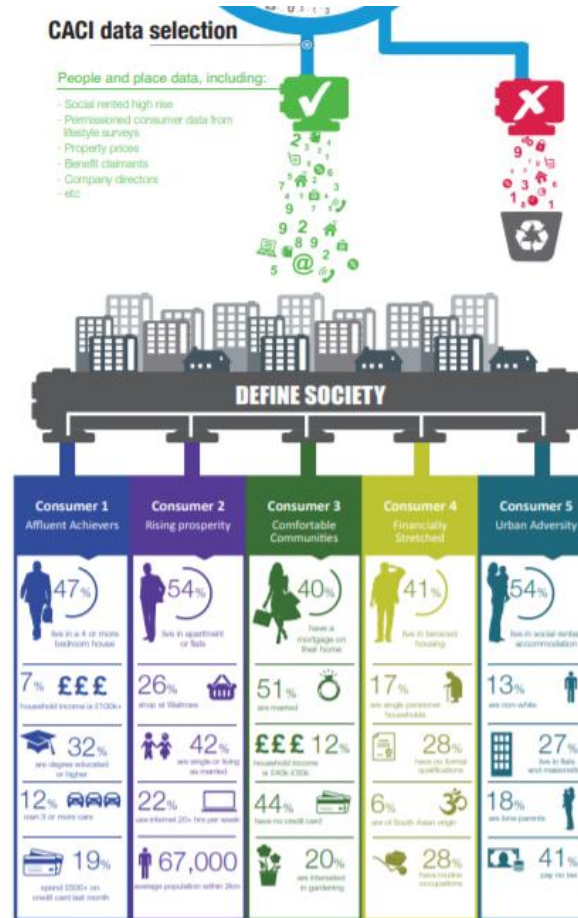 CACI data selection
People and place data, including:
- Social rented high rise
- Permissioned consumer data from
lifestyle surveys
- Property prices
- Benefit claimants
- Company directors
- etc
DEFINE SOCIETY
Consumer 1
Affluent Achievers
47%
live in a 4 or more
bedroom house
7% £££
household income is £100k+
32%
are degree educated
or higher
12%
own 3 or more cars
19%
spend £500+ on
credit card last month
Consumer 2
Rising prosperity
54%
live in apartment
or flats
26%
shop at Waitrose
42%
are single or living
as married
22%
use internet 20+ hrs per week
67,000
average population within 2km
Consumer 3
Comfortable
Communities
40%
have a
mortgage on
their home
51%
are married
£££ 12%
household income
44%
have no credit card
20%
are interested
in gardening
Consumer 4
Financially
Stretched
41%
live in terraced
housing
17%
are single pensioner
households
28%
have no formal
qualifications
6%
are of South Asian origin
28%
have routine
occupations
Consumer 5
Urban Adversity
54%
live in social rented
accommodation
13%
are non-white
27%
live in flats
18%
are lone parents
41%
pay no tax